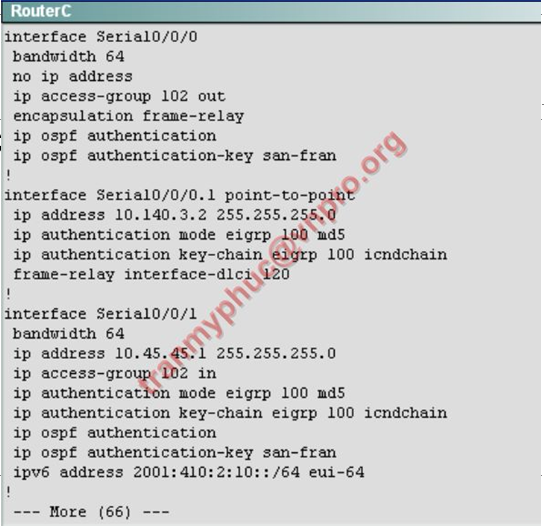 RouterC
interface Serial0/0/0
bandwidth 64
no ip address
ip access-group 102 out
encapsulation frame-relay
ip ospf authentication
ip ospf authentication-key san-fran
!
interface Serial0/0/0.1 point-to-point
ip address 10.140.3.2 255.255.255.0
ip authentication mode eigrp 100 md5
ip authentication key-chain eigrp 100 icndchain
frame-relay interface-dlci 120
!
interface Serial0/0/1
bandwidth 64
ip address 10.45.45.1 255.255.255.0
ip access-group 102 in
ip authentication mode eigrp 100 md5
ip authentication key-chain eigrp 100 icndchain
ip ospf authentication
ip ospf authentication-key san-fran
ipv6 address 2001:410:2:10::/64 eui-64
!
--- More (66) ---
tranmyphuc@vnpro.org